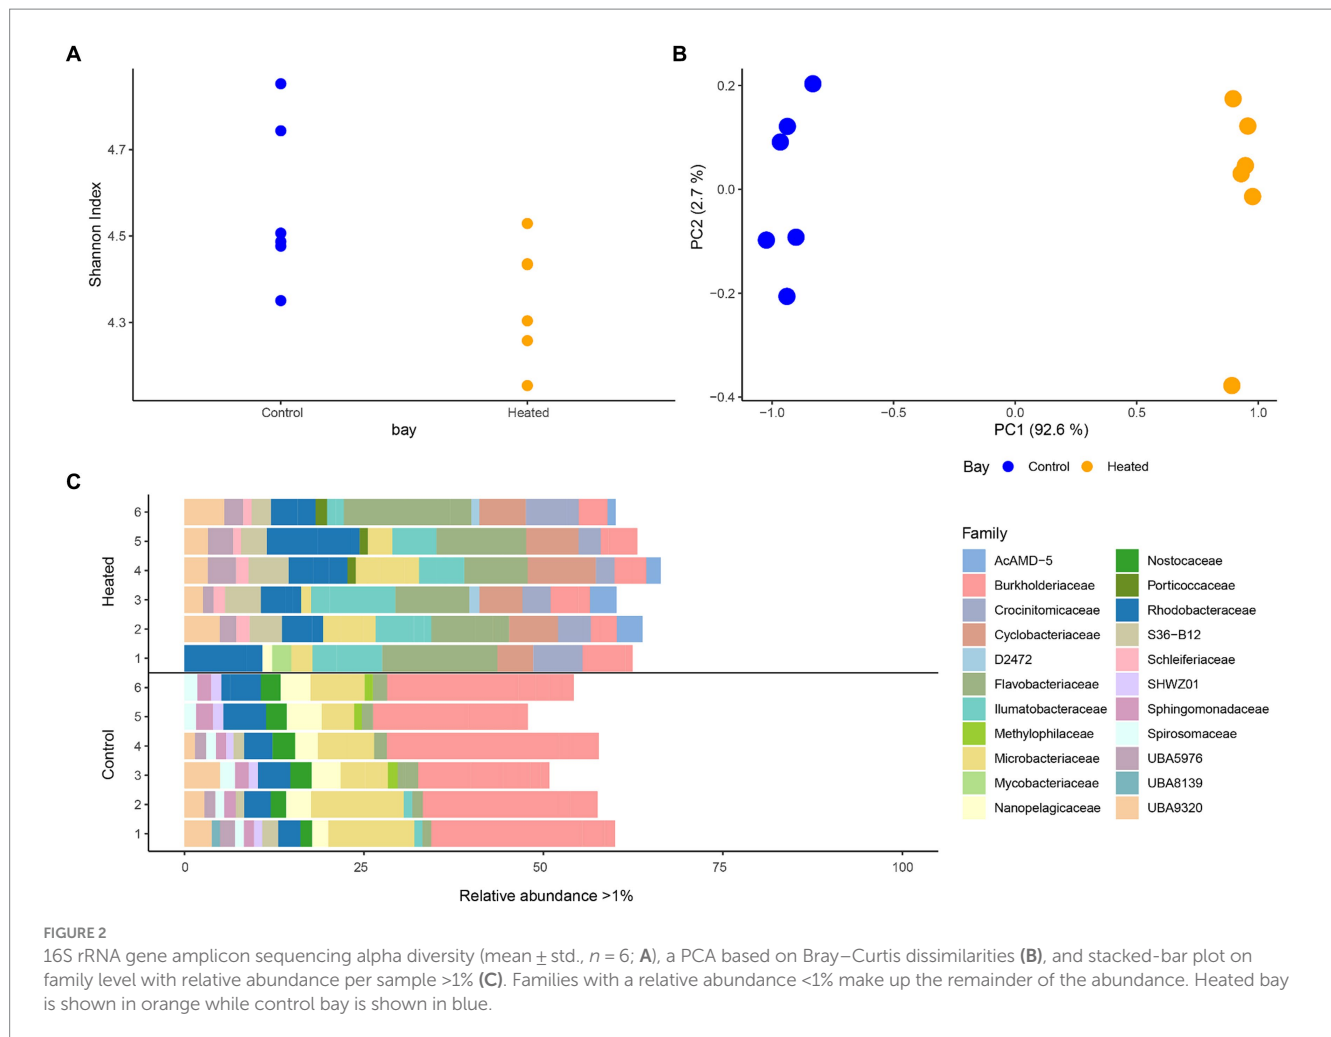 A
B
4.7
4.5
4.3
Shannon Index
Control
Heated
bay
0.2
0.0
−0.2
−0.4
PC2 (2.7 %)
−1.0
−0.5
0.0
0.5
1.0
PC1 (92.6 %)
Bay
Control
Heated
C
6
5
4
3
2
1
6
5
4
3
2
1
Heated
Control
0
25
50
75
100
Relative abundance >1%
Family
AcAMD−5
Burkholderiaceae
Crocinitomicaceae
Cyclobacteriaceae
D2472
Flavobacteriaceae
Ilumatobacteraceae
Methylophilaceae
Microbacteriaceae
Mycobacteriaceae
Nanopelagicaceae
Nostocaceae
Porticoccaceae
Rhodobacteraceae
S36−B12
Schleiferiaceae
SHWZ01
Sphingomonadaceae
Spirosomaceae
UBA5976
UBA8139
UBA9320
FIGURE 2
16S rRNA gene amplicon sequencing alpha diversity (mean ± std., n = 6; A), a PCA based on Bray–Curtis dissimilarities (B), and stacked-bar plot on
family level with relative abundance per sample >1% (C). Families with a relative abundance <1% make up the remainder of the abundance. Heated bay
is shown in orange while control bay is shown in blue.